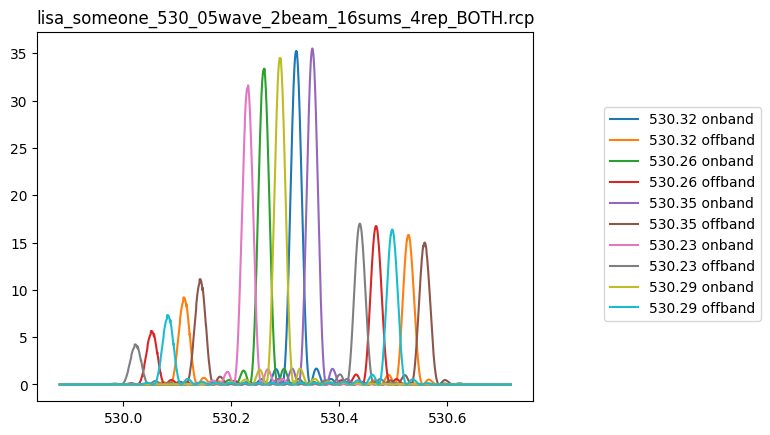 lisa_someone_530_05wave_2beam_16sums_4rep_BOTH.rcp
35
30
25
20
15
10
5
0
530.0 530.2 530.4 530.6
530.32 onband
530.32 offband
530.26 onband
530.26 offband
530.35 onband
530.35 offband
530.23 onband
530.23 offband
530.29 onband
530.29 offband